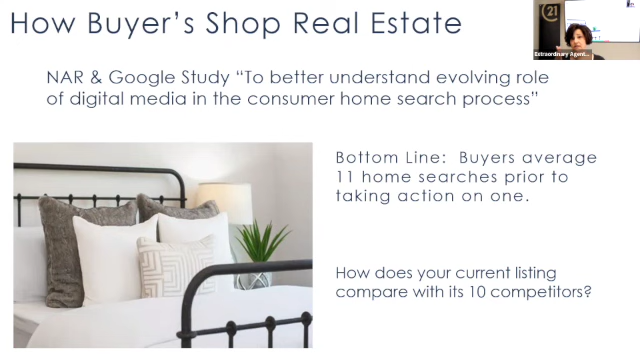 How Buyer's Shop Real Estate
21
Extraordinary Agent...
NAR & Google Study “To better understand evolving role
of digital media in the consumer home search process”
Bottom Line:  Buyers average
11 home searches prior to
taking action on one.
How does your current listing
compare with its 10 competitors?